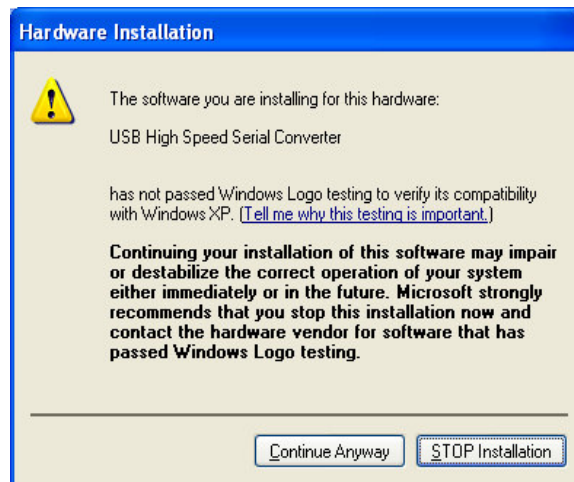 Hardware Installation
The software you are installing for this hardware:
USB High Speed Serial Converter
has not passed Windows Logo testing to verify its compatibility
with Windows XP. (Tell me why this testing is important.)
Continuing your installation of this software may impair
or destabilize the correct operation of your system
either immediately or in the future. Microsoft strongly
recommends that you stop this installation now and
contact the hardware vendor for software that has
passed Windows Logo testing.
Continue Anyway
STOP Installation